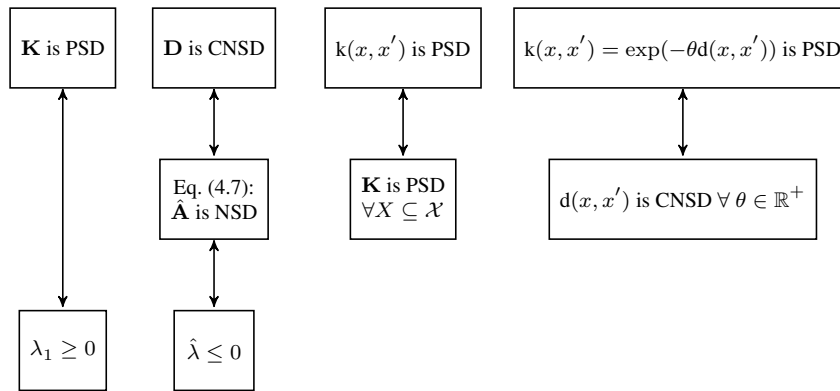 K is PSD
D is CNSD
k(x, x′) is PSD
k(x, x′) = exp(−θd(x, x′)) is PSD
Eq. (4.7):
Â is NSD
K is PSD
∀X ⊆ 𝒳
d(x, x′) is CNSD ∀ θ ∈ ℝ⁺
λ₁ ≥ 0
λ̂ ≤ 0